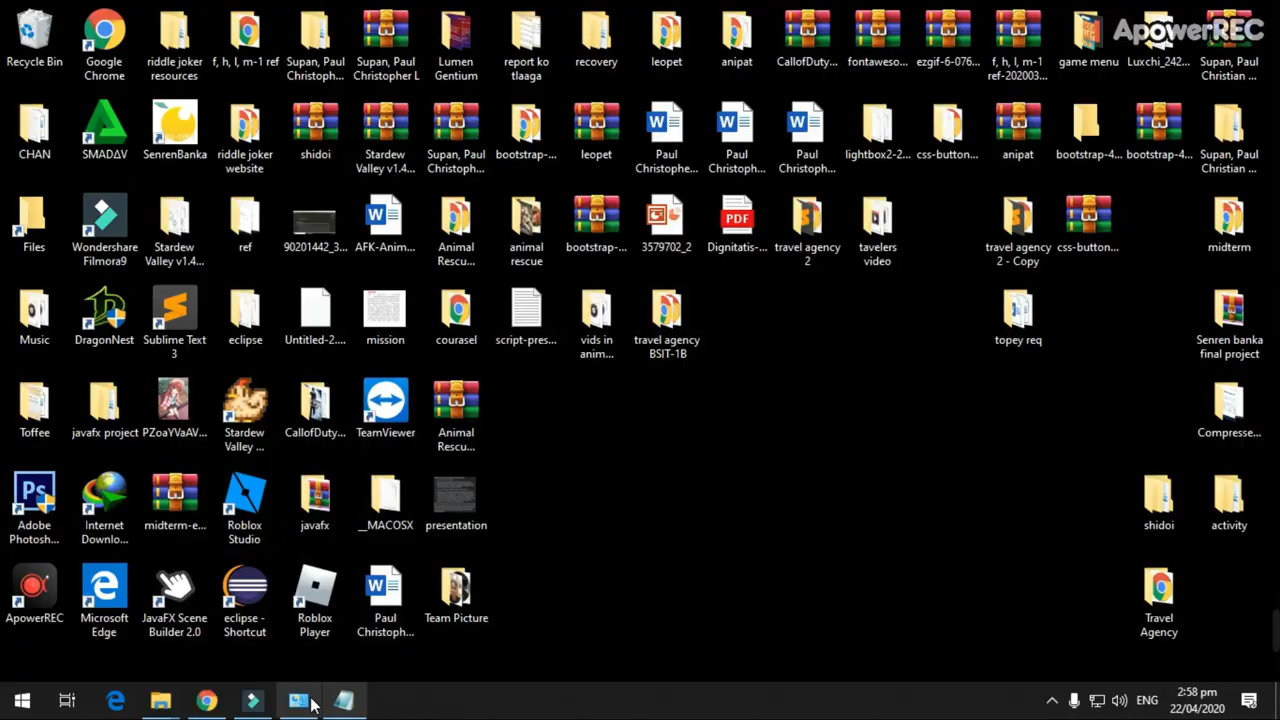 ApowerREC
Recycle Bin
Google
Chrome
riddle joker
resources
f, h, l, m-1 ref
Supan, Paul
Christoph...
Supan, Paul
Christopher L
Lumen
Gentium
report ko
tlaaga
recovery
leopet
anipat
CallofDuty...
fontaweso...
ezgif-6-076...
f, h, l, m-1
ref-202003...
game menu
Luxchi_242...
Supan, Paul
Christian ...
CHAN
SMADΔV
SenrenBanka
riddle joker
website
shidoi
Stardew
Valley v1.4...
Supan, Paul
Christoph...
bootstrap-...
leopet
Paul
Christophe...
Paul
Christoph...
Paul
Christoph...
lightbox2-2...
css-button...
anipat
bootstrap-4...
bootstrap-4...
Supan, Paul
Christian ...
Files
Wondershare
Filmora9
Stardew
Valley v1.4...
ref
90201442_3...
AFK-Anim...
Animal
Rescu...
animal
rescue
bootstrap-...
3579702_2
PDF
Dignitatis-...
travel agency
2
tavelers
video
travel agency
2 - Copy
css-button...
midterm
Music
DragonNest
Sublime Text
3
eclipse
Untitled-2....
mission
courasel
script-pres...
vids in
anim...
travel agency
BSIT-1B
topey req
Senren banka
final project
Toffee
javafx project
PZoaYVaAV...
Stardew
Valley ...
CallofDuty...
TeamViewer
Animal
Rescu...
Compresse...
Ps
Adobe
Photosh...
Internet
Downlo...
midterm-e...
Roblox
Studio
javafx
__MACOSX
presentation
shidoi
activity
ApowerREC
Microsoft
Edge
JavaFX Scene
Builder 2.0
eclipse -
Shortcut
Roblox
Player
Paul
Christoph...
Team Picture
Travel
Agency
ENG
2:58 pm
22/04/2020